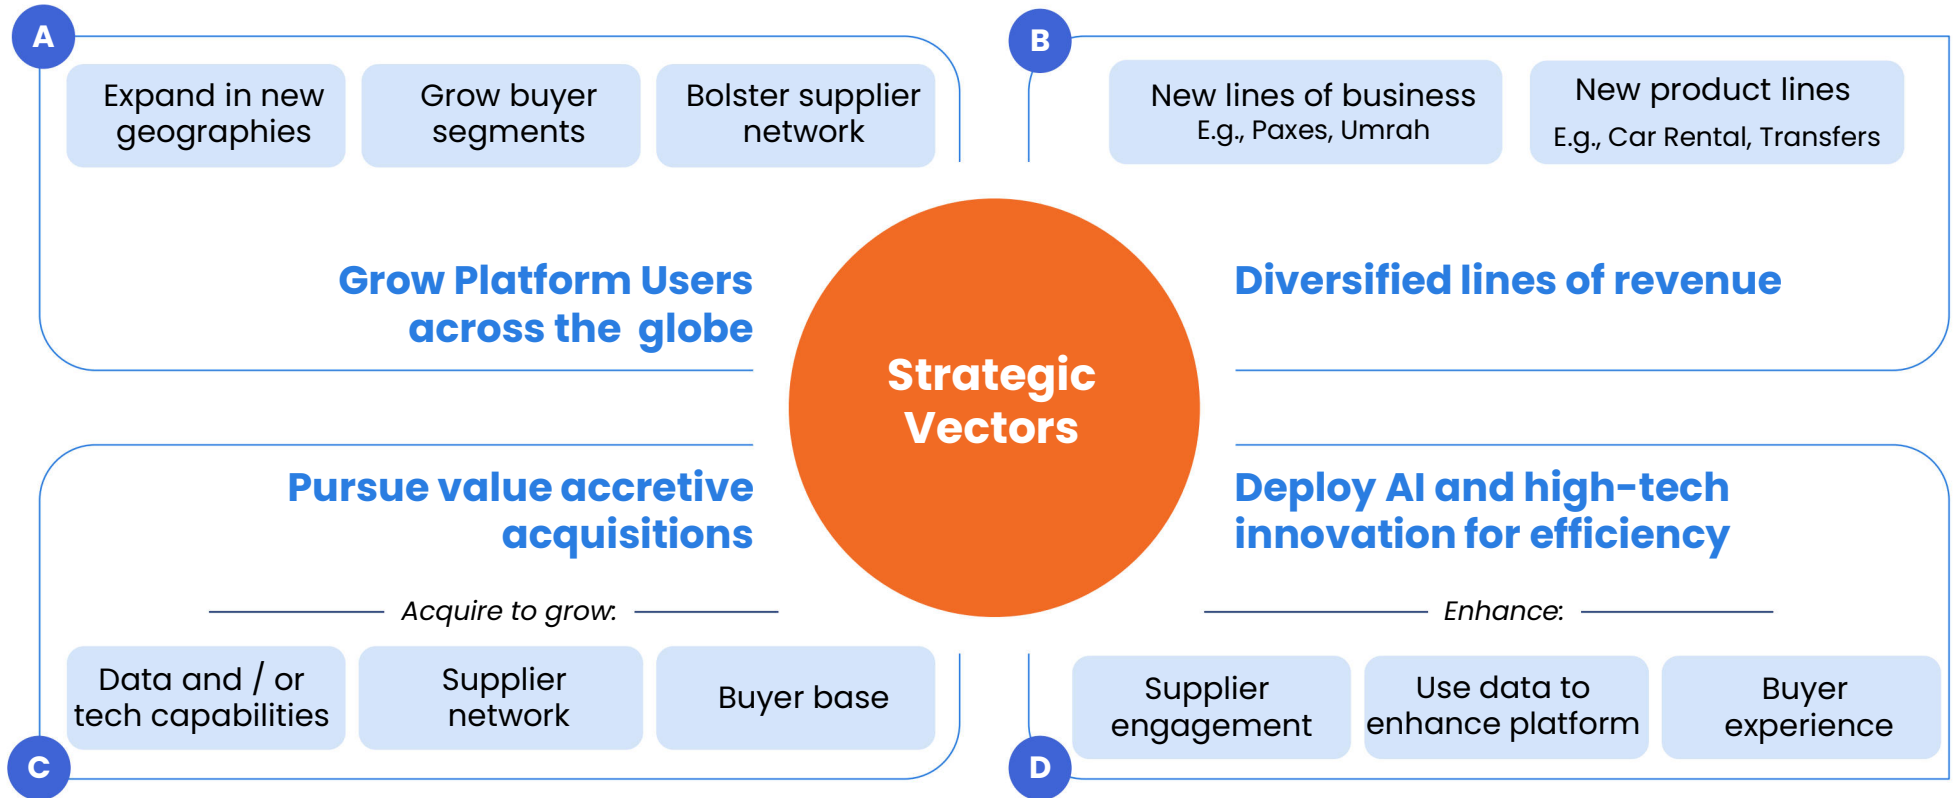 A
Expand in new
geographies
Grow buyer
segments
Bolster supplier
network
Grow Platform Users
across the globe
B
New lines of business
E.g., Paxes, Umrah
New product lines
E.g., Car Rental, Transfers
Diversified lines of revenue
Strategic
Vectors
Pursue value accretive
acquisitions
Acquire to grow:
Data and / or
tech capabilities
Supplier
network
Buyer base
C
Deploy AI and high-tech
innovation for efficiency
Enhance:
Supplier
engagement
Use data to
enhance platform
Buyer
experience
D